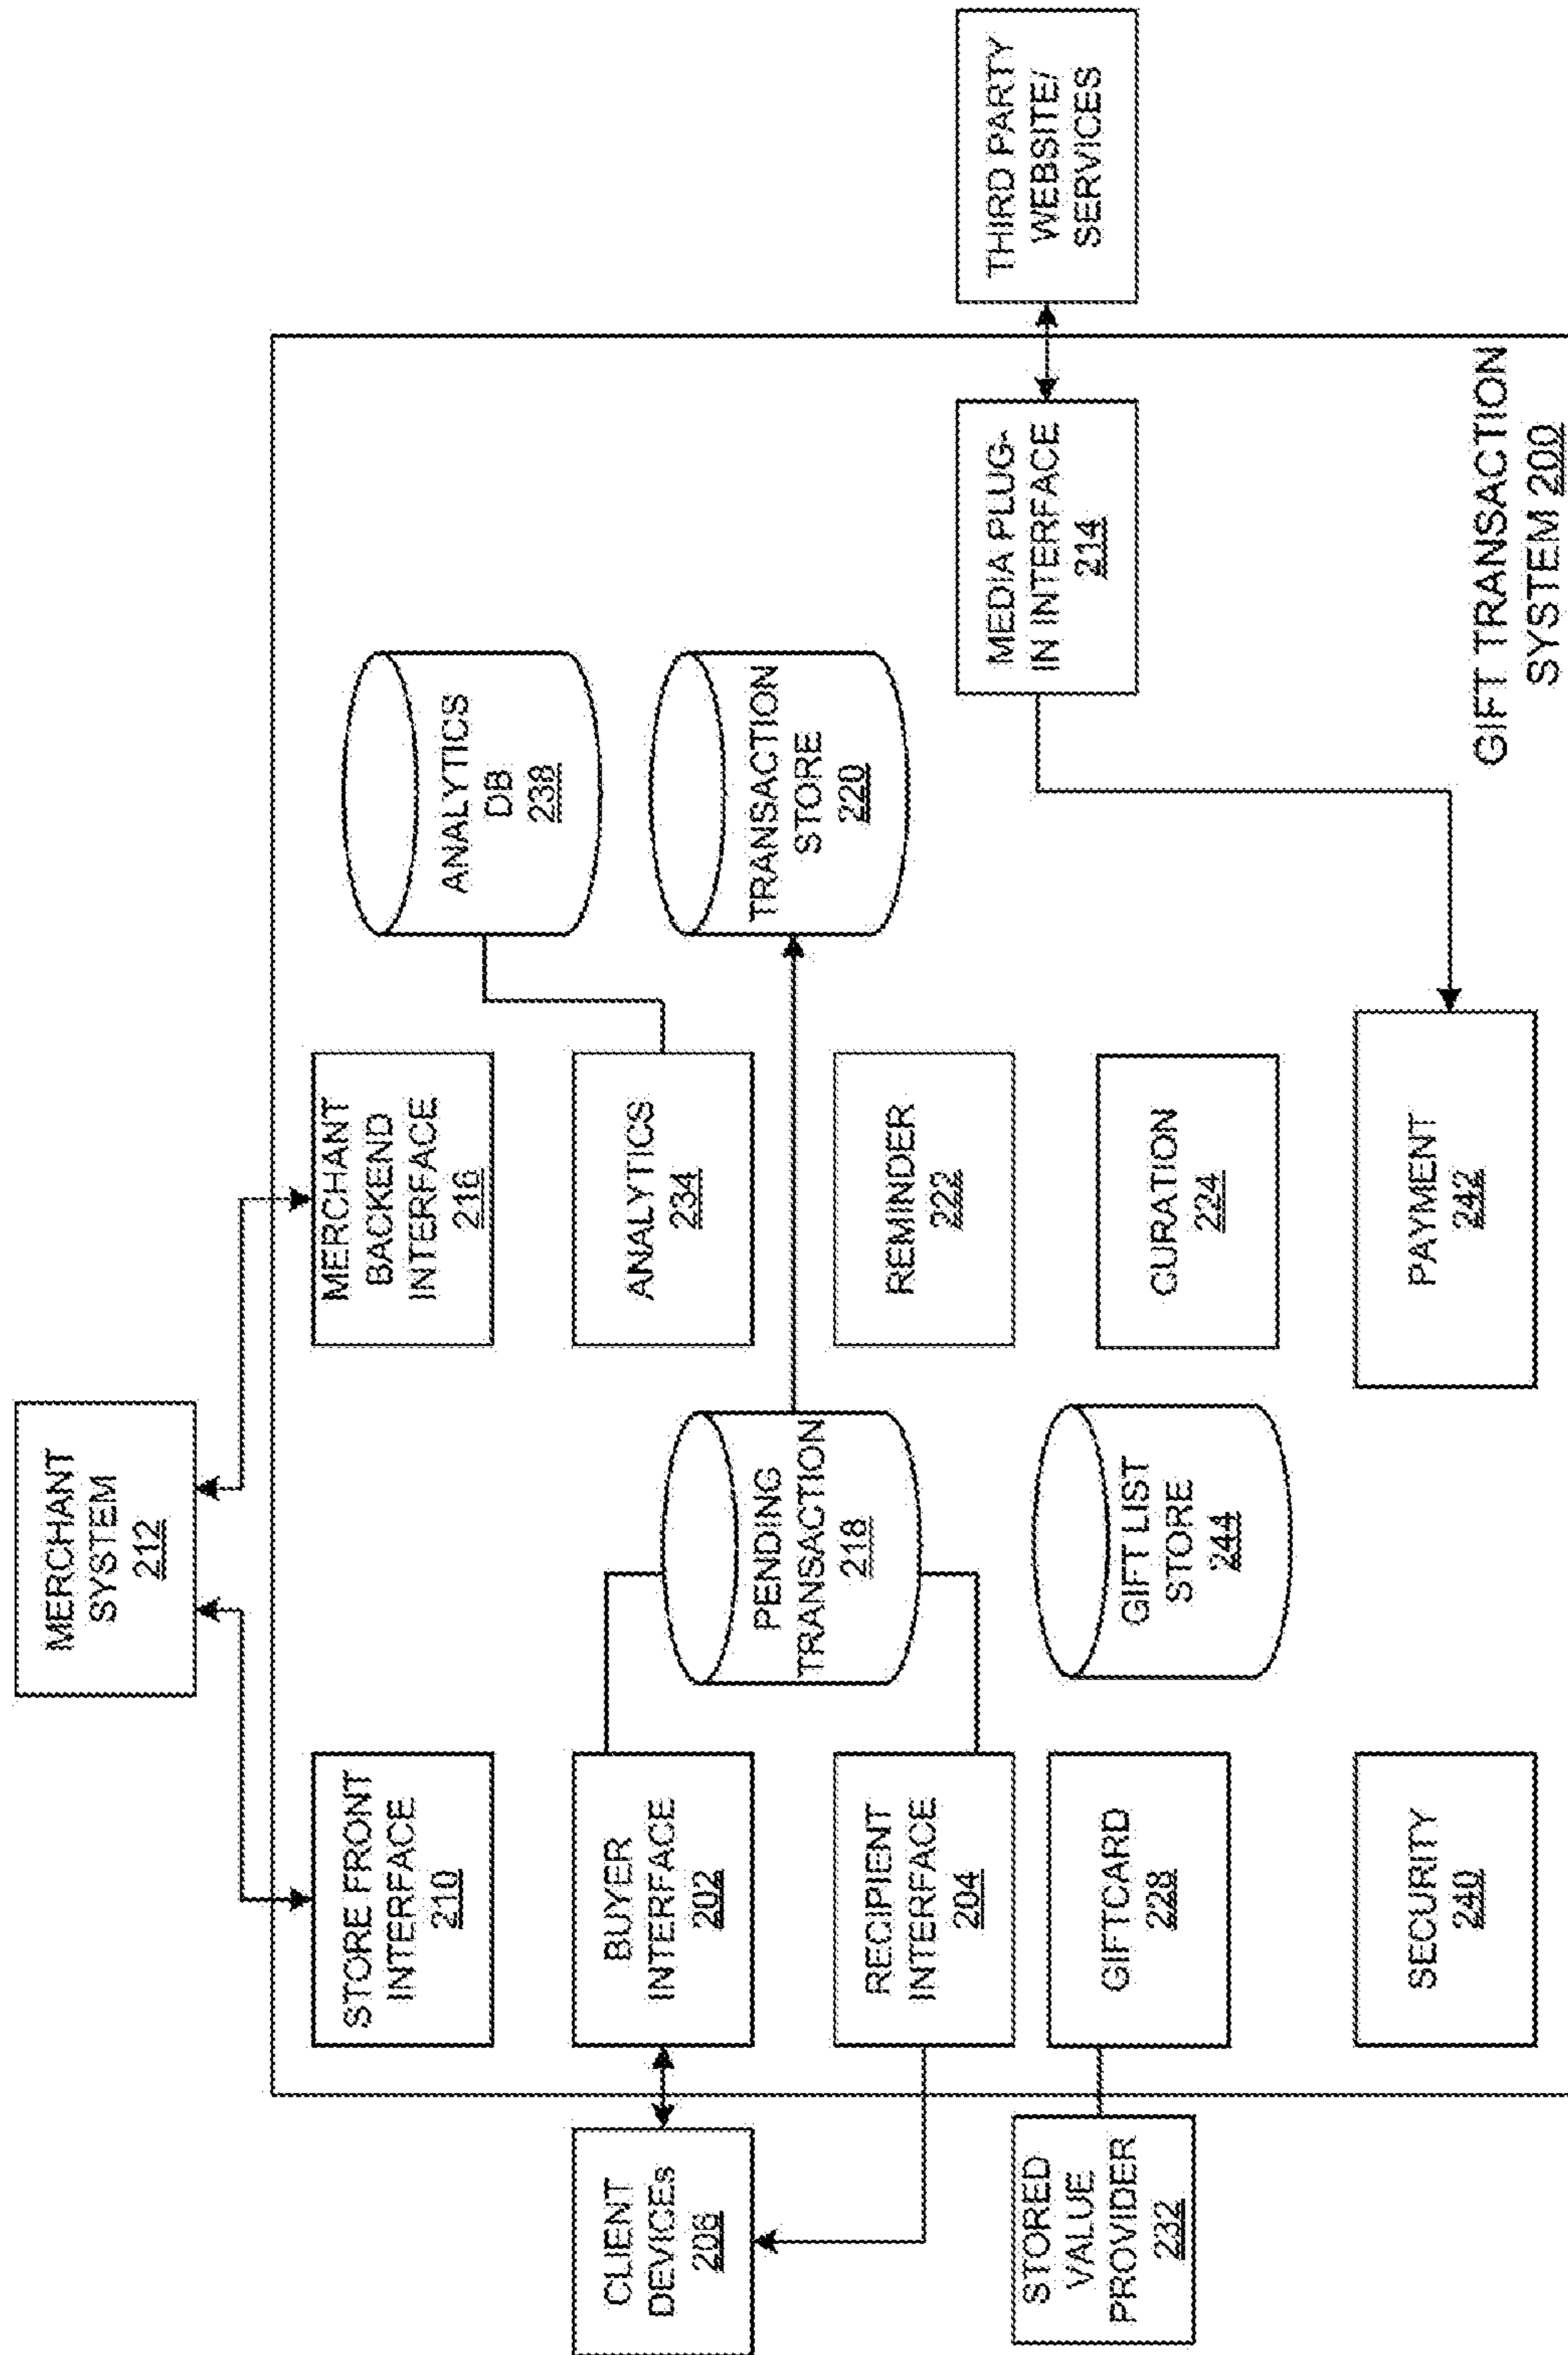 MERCHANT
SYSTEM
212
STORE FRONT
INTERFACE
210
MERCHANT
BACKEND
INTERFACE
216
ANALYTICS
DB
238
CLIENT
DEVICEs
206
BUYER
INTERFACE
202
ANALYTICS
234
PENDING
TRANSACTION
218
TRANSACTION
STORE
220
RECIPIENT
INTERFACE
204
REMINDER
222
STORED
VALUE
PROVIDER
232
GIFTCARD
228
GIFT LIST
STORE
244
CURATION
224
MEDIA PLUG-
IN INTERFACE
214
THIRD PARTY
WEBSITE/
SERVICES
SECURITY
240
PAYMENT
242
GIFT TRANSACTION
SYSTEM 200